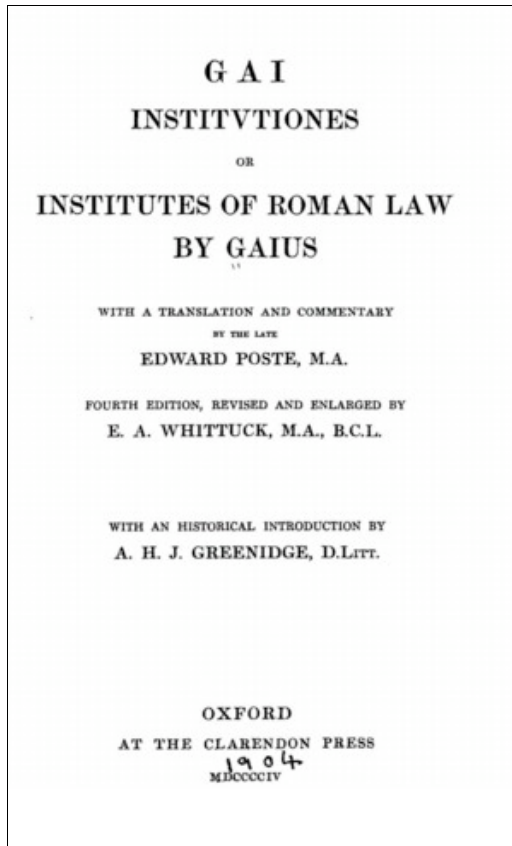 GAI
INSTITVTIONES
OR
INSTITUTES OF ROMAN LAW
BY GAIUS
WITH A TRANSLATION AND COMMENTARY
BY THE LATE
EDWARD POSTE, M.A.
FOURTH EDITION, REVISED AND ENLARGED BY
E. A. WHITTUCK, M.A., B.C.L.
WITH AN HISTORICAL INTRODUCTION BY
A. H. J. GREENIDGE, D.LITT.
OXFORD
AT THE CLARENDON PRESS
1904
MDCCCCIV